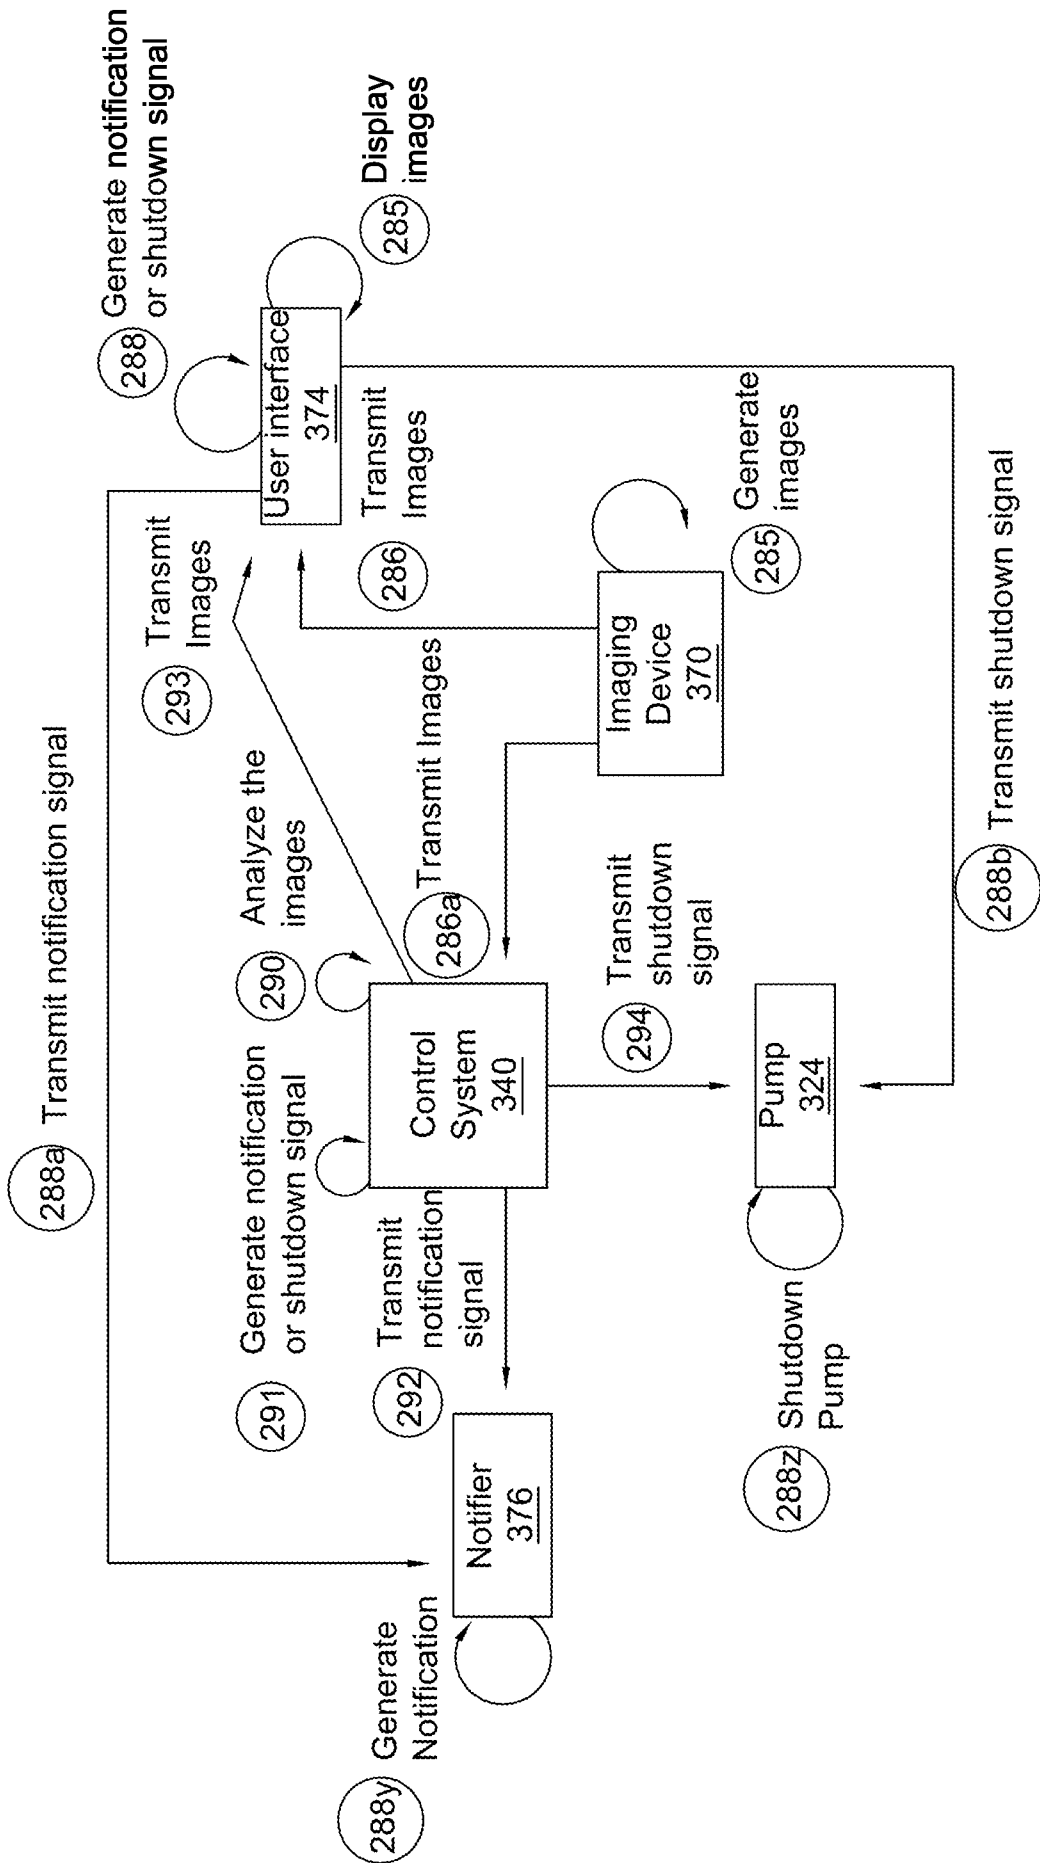 288a Transmit notification signal
288
Generate notification
or shutdown signal
293
Transmit
Images
291
Generate notification
or shutdown signal
290
Analyze the
images
User interface
374
285
Display
images
288y
Generate
Notification
292
Transmit
notification
signal
Control
System
340
286a
Transmit Images
286
Transmit
Images
Notifier
376
Imaging
Device
370
285
Generate
images
294
Transmit
shutdown
signal
288z
Shutdown
Pump
Pump
324
288b Transmit shutdown signal